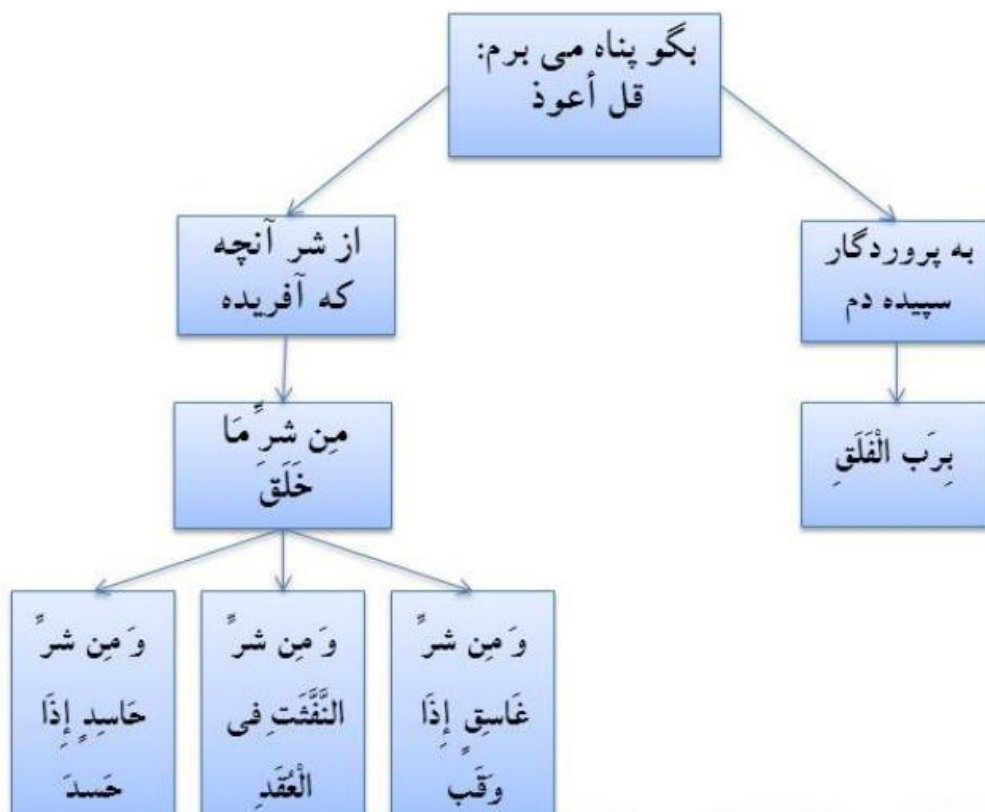 بگو پناه می برم:
قل أعوذ
به پروردگار
سپیده دم
بِرَب الْفَلَقِ
از شر آنچه
که آفریده
مِن شرِّ مَا
خَلَقَ
وَ مِن شرِّ
غَاسِقٍ إِذَا
وَقَب
وَ مِن شرِّ
النَّفَّثَتِ فِى
الْعُقَدِ
وَ مِن شرِّ
حَاسِدٍ إِذَا
حَسدَ